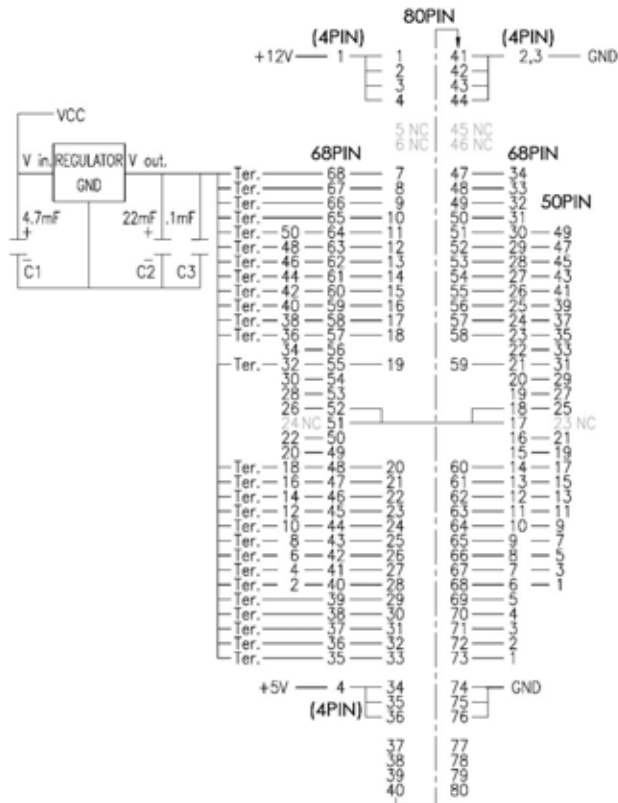 80PIN
(4PIN) (4PIN)
+12V 1 1 41 2,3 GND
2 42
3 43
4 44
VCC
5 NC 45 NC
6 NC 46 NC
V in. REGULATOR V out. 68PIN 68PIN
GND
Ter. 68 7 47 34
Ter. 67 8 48 33
50PIN
Ter. 66 9 49 32
4.7mF 22mF .1mF
Ter. 65 10 50 31
+ +
Ter. 50 64 11 51 30 49
Ter. 48 63 12 52 29 47
Ter. 46 62 13 53 28 45
C1 C2 C3
Ter. 44 61 14 54 27 43
Ter. 42 60 15 55 26 41
Ter. 40 59 16 56 25 39
Ter. 38 58 17 57 24 37
Ter. 36 57 18 58 23 35
34 56 22 33
Ter. 32 55 19 59 21 31
30 54 20 29
28 53 19 27
26 52 18 25
24 NC 51 17 23 NC
22 50 16 21
20 49 15 19
Ter. 18 48 20 60 14 17
Ter. 16 47 21 61 13 15
Ter. 14 46 22 62 12 13
Ter. 12 45 23 63 11 11
Ter. 10 44 24 64 10 9
Ter. 8 43 25 65 9 7
Ter. 6 42 26 66 8 5
Ter. 4 41 27 67 7 3
Ter. 2 40 28 68 6 1
Ter. 39 29 69 5
Ter. 38 30 70 4
Ter. 37 31 71 3
Ter. 36 32 72 2
Ter. 35 33 73 1
+5V 4 34 74 GND
35 75
(4PIN) 36 76
37 77
38 78
39 79
40 80